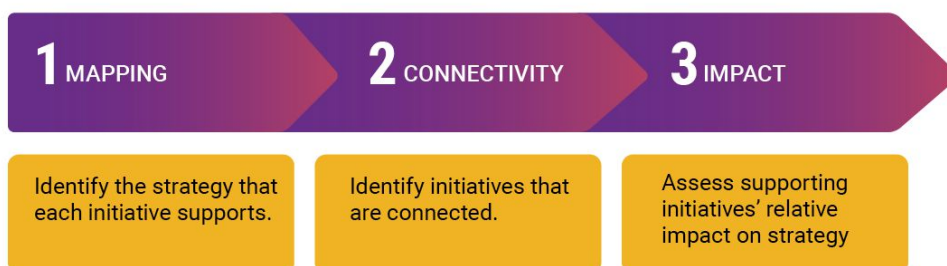 1 MAPPING
2 CONNECTIVITY
3 IMPACT
Identify the strategy that
each initiative supports.
Identify initiatives that
are connected.
Assess supporting
initiatives’ relative
impact on strategy